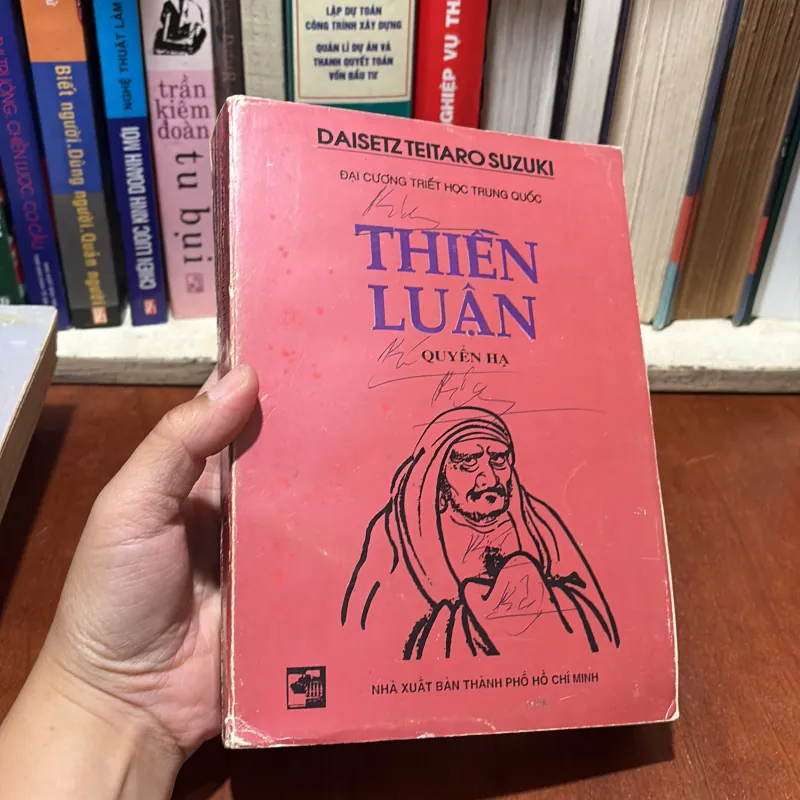 LẬP DỰ TOÁN
CÔNG TRÌNH XÂY DỰNG
QUẢN LÍ DỰ ÁN VÀ
THANH QUYẾT TOÁN
VỐN ĐẦU TƯ
NGHIỆP VỤ
Biết người, Dùng người, Quản người
NGHỆ THUẬT LÀM
CHIẾN LƯỢC KINH DOANH MỚI
trần
kiêm
đoàn
tu bụi
DAISETZ TEITARO SUZUKI
ĐẠI CƯƠNG TRIẾT HỌC TRUNG QUỐC
THIỀN
LUẬN
QUYỂN HẠ
NHÀ XUẤT BẢN THÀNH PHỐ HỒ CHÍ MINH